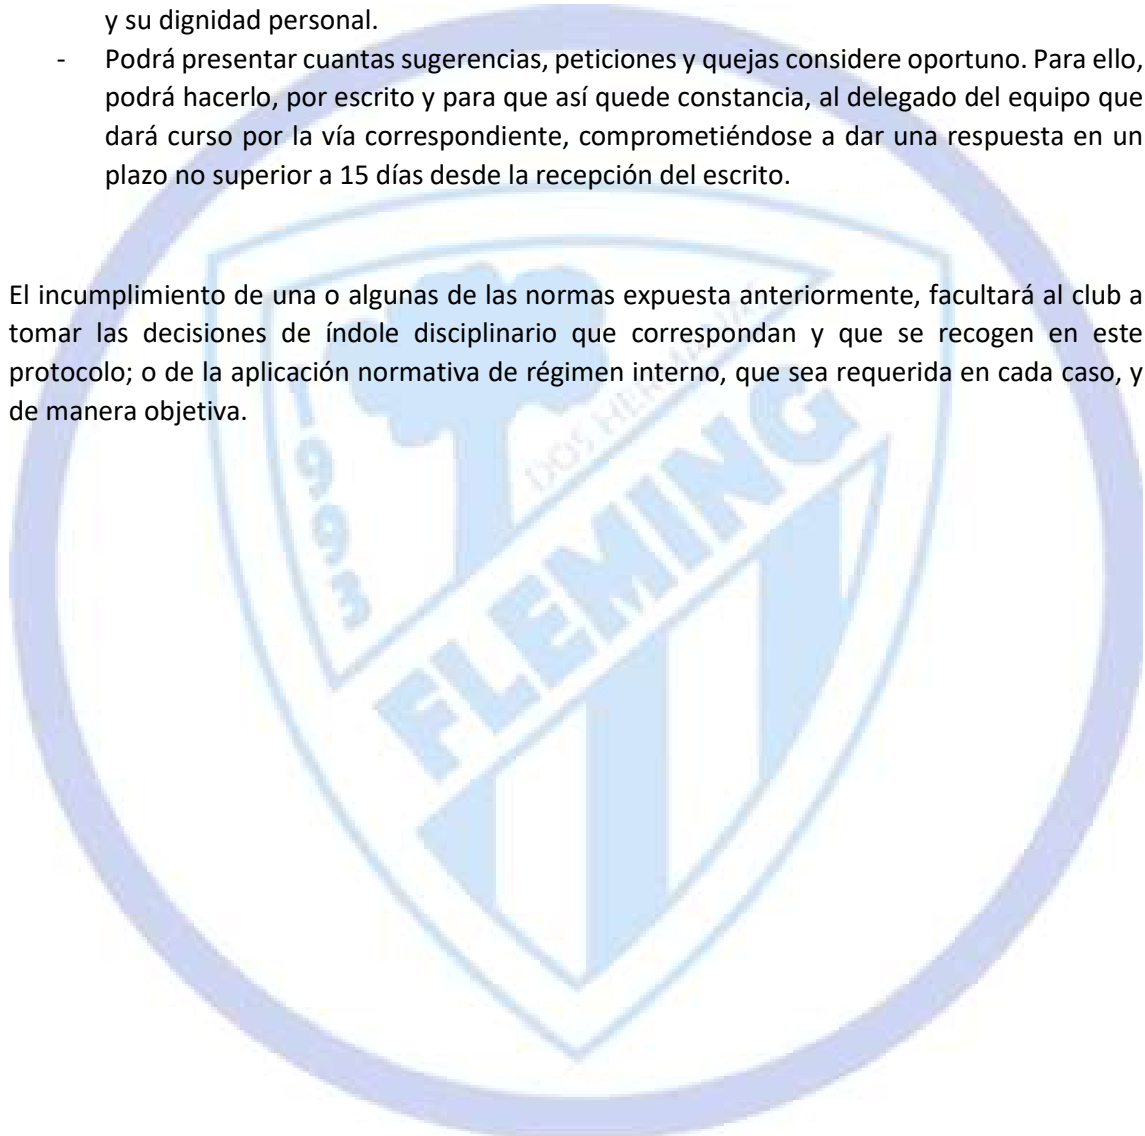 y su dignidad personal.
- Podrá presentar cuantas sugerencias, peticiones y quejas considere oportuno. Para ello,
podrá hacerlo, por escrito y para que así quede constancia, al delegado del equipo que
dará curso por la vía correspondiente, comprometiéndose a dar una respuesta en un
plazo no superior a 15 días desde la recepción del escrito.
El incumplimiento de una o algunas de las normas expuesta anteriormente, facultará al club a
tomar las decisiones de índole disciplinario que correspondan y que se recogen en este
protocolo; o de la aplicación normativa de régimen interno, que sea requerida en cada caso, y
de manera objetiva.
1993
DOS HERMANAS
FLEMING